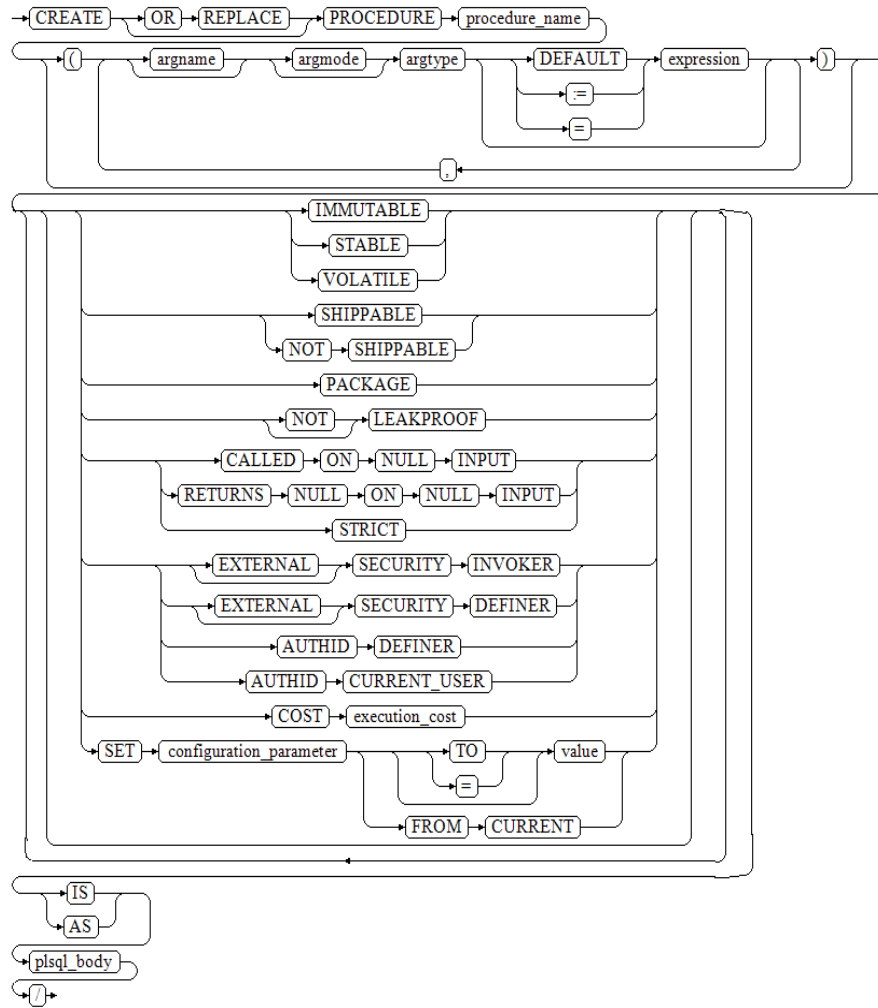 CREATE OR REPLACE PROCEDURE procedure_name
( argname argmode argtype DEFAULT expression )
:=
=
,
IMMUTABLE
STABLE
VOLATILE
SHIPPABLE
NOT SHIPPABLE
PACKAGE
NOT LEAKPROOF
CALLED ON NULL INPUT
RETURNS NULL ON NULL INPUT
STRICT
EXTERNAL SECURITY INVOKER
EXTERNAL SECURITY DEFINER
AUTHID DEFINER
AUTHID CURRENT_USER
COST execution_cost
SET configuration_parameter TO value
=
FROM CURRENT
IS
AS
plsql_body
/